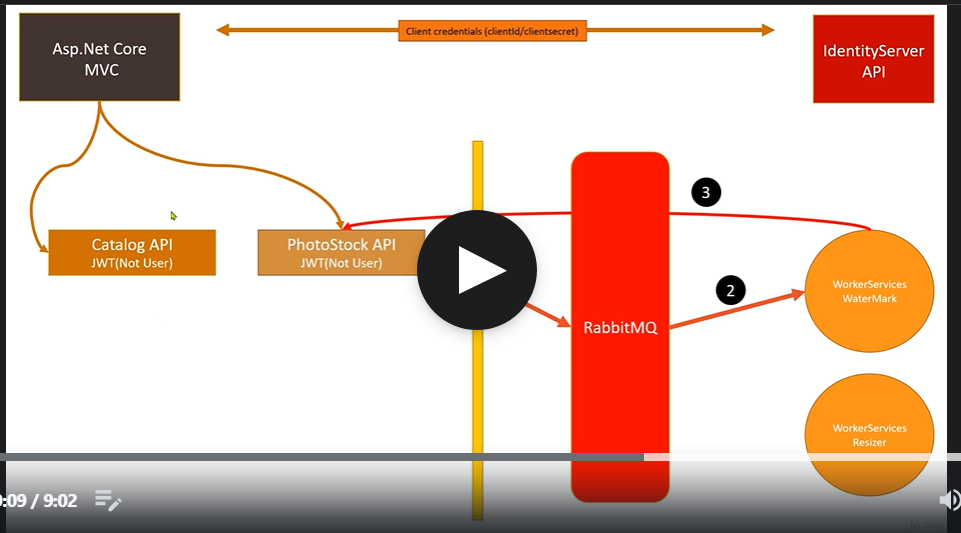 Asp.Net Core
MVC
Client credentials (clientId/clientsecret)
IdentityServer
API
3
Catalog API
JWT(Not User)
PhotoStock API
JWT(Not User)
2
WorkerServices
WaterMark
RabbitMQ
WorkerServices
Resizer
:09 / 9:02